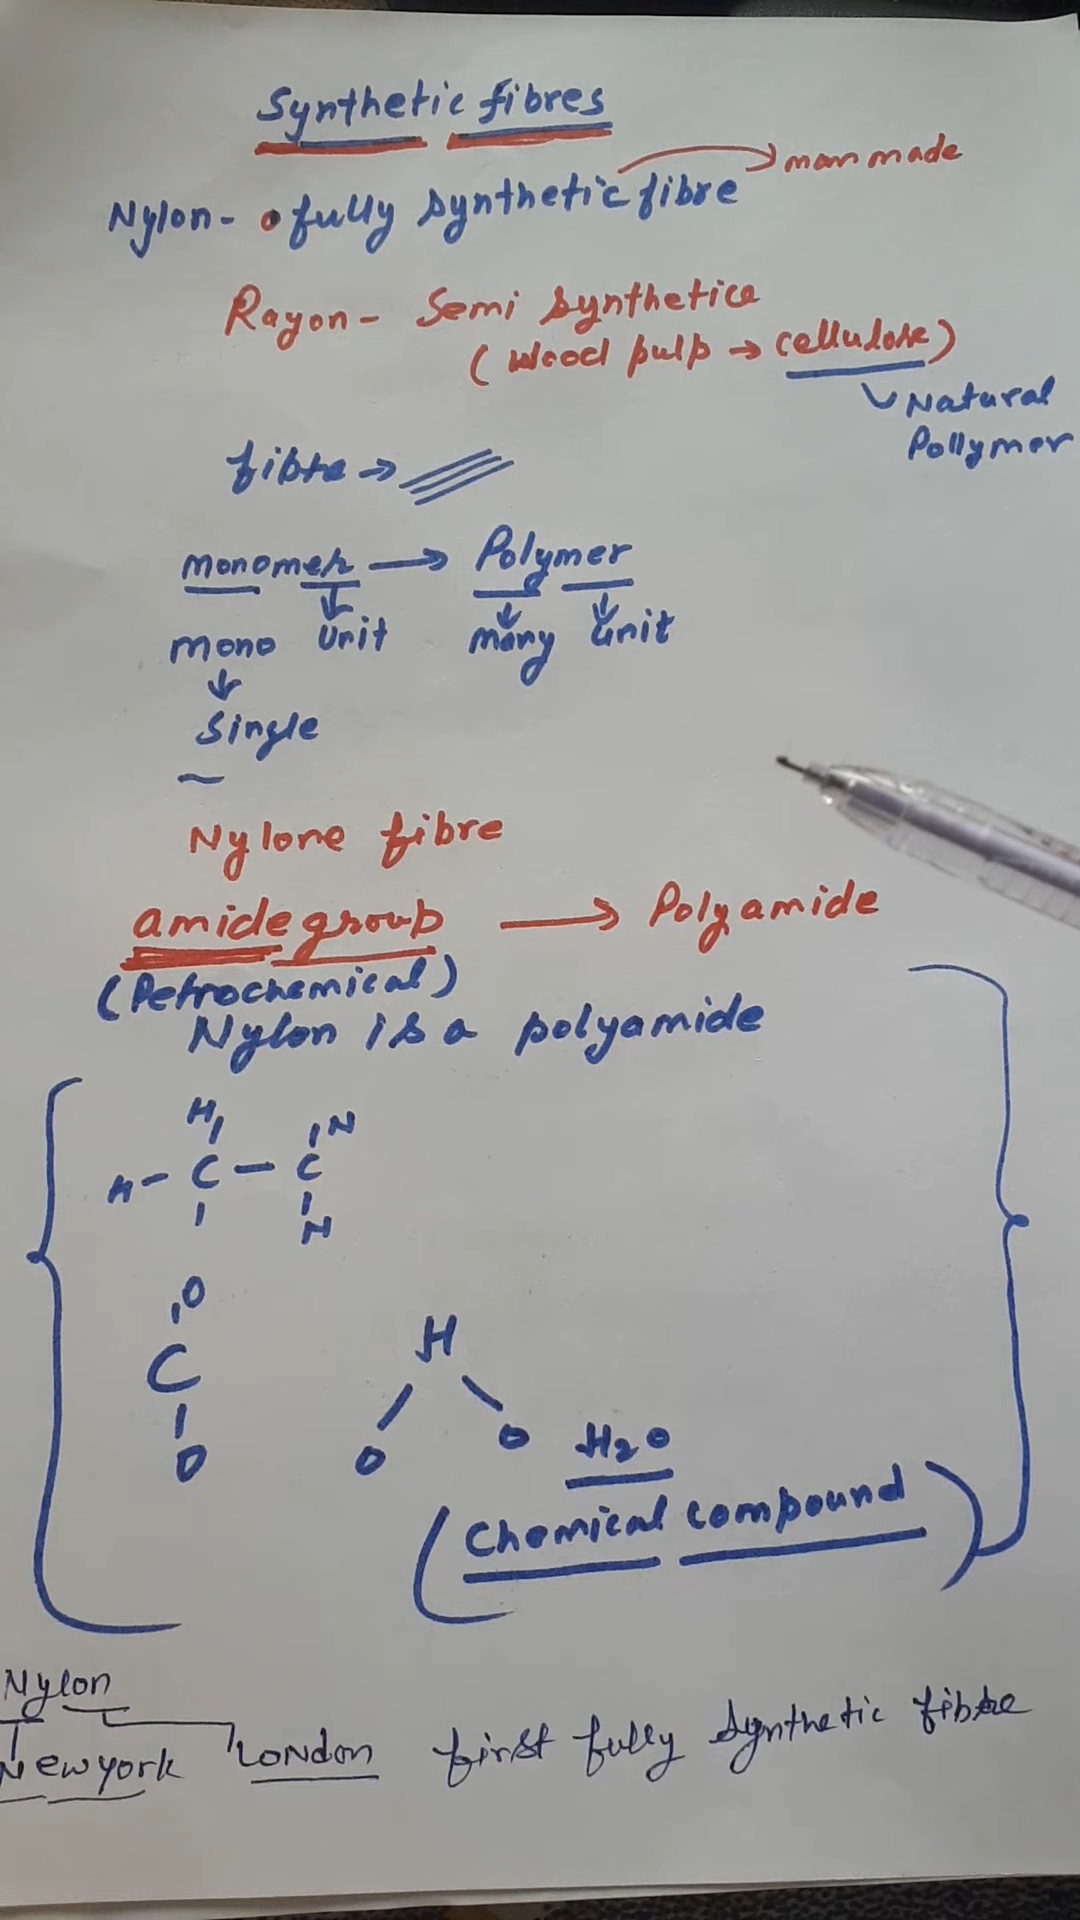 Synthetic fibres
man made
Nylon - fully synthetic fibre
Rayon - Semi synthetice
(wood pulp → cellulose)
Natural
Pollymer
fibre →
monomer → Polymer
mono unit many unit
Single
Nylone fibre
amide group → Polyamide
(Petrochemical)
Nylon is a polyamide
H N
H - C - C
N
O
C H
O O O H2O
(Chemical compound)
Nylon
Newyork London first fully synthetic fibre